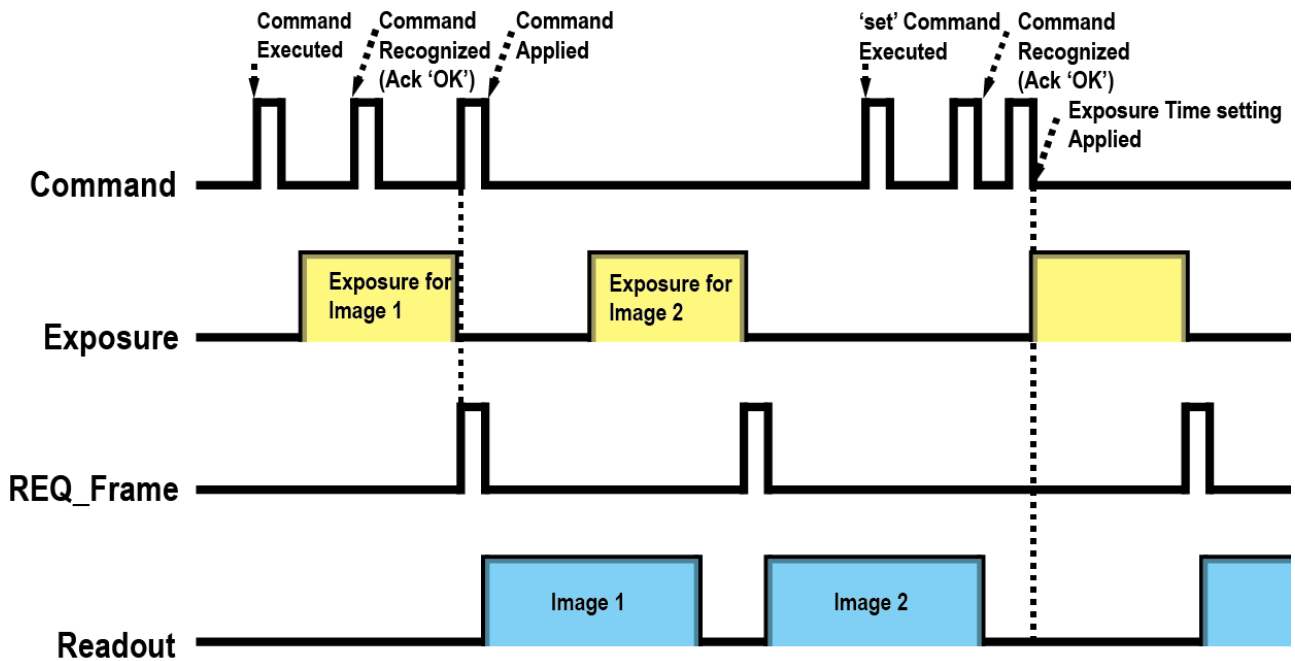 Command
Executed
Command
Recognized
(Ack ‘OK’)
Command
Applied
‘set’ Command
Executed
Command
Recognized
(Ack ‘OK’)
Exposure Time setting
Applied
Command
Exposure for
Image 1
Exposure for
Image 2
Exposure
REQ_Frame
Image 1
Image 2
Readout